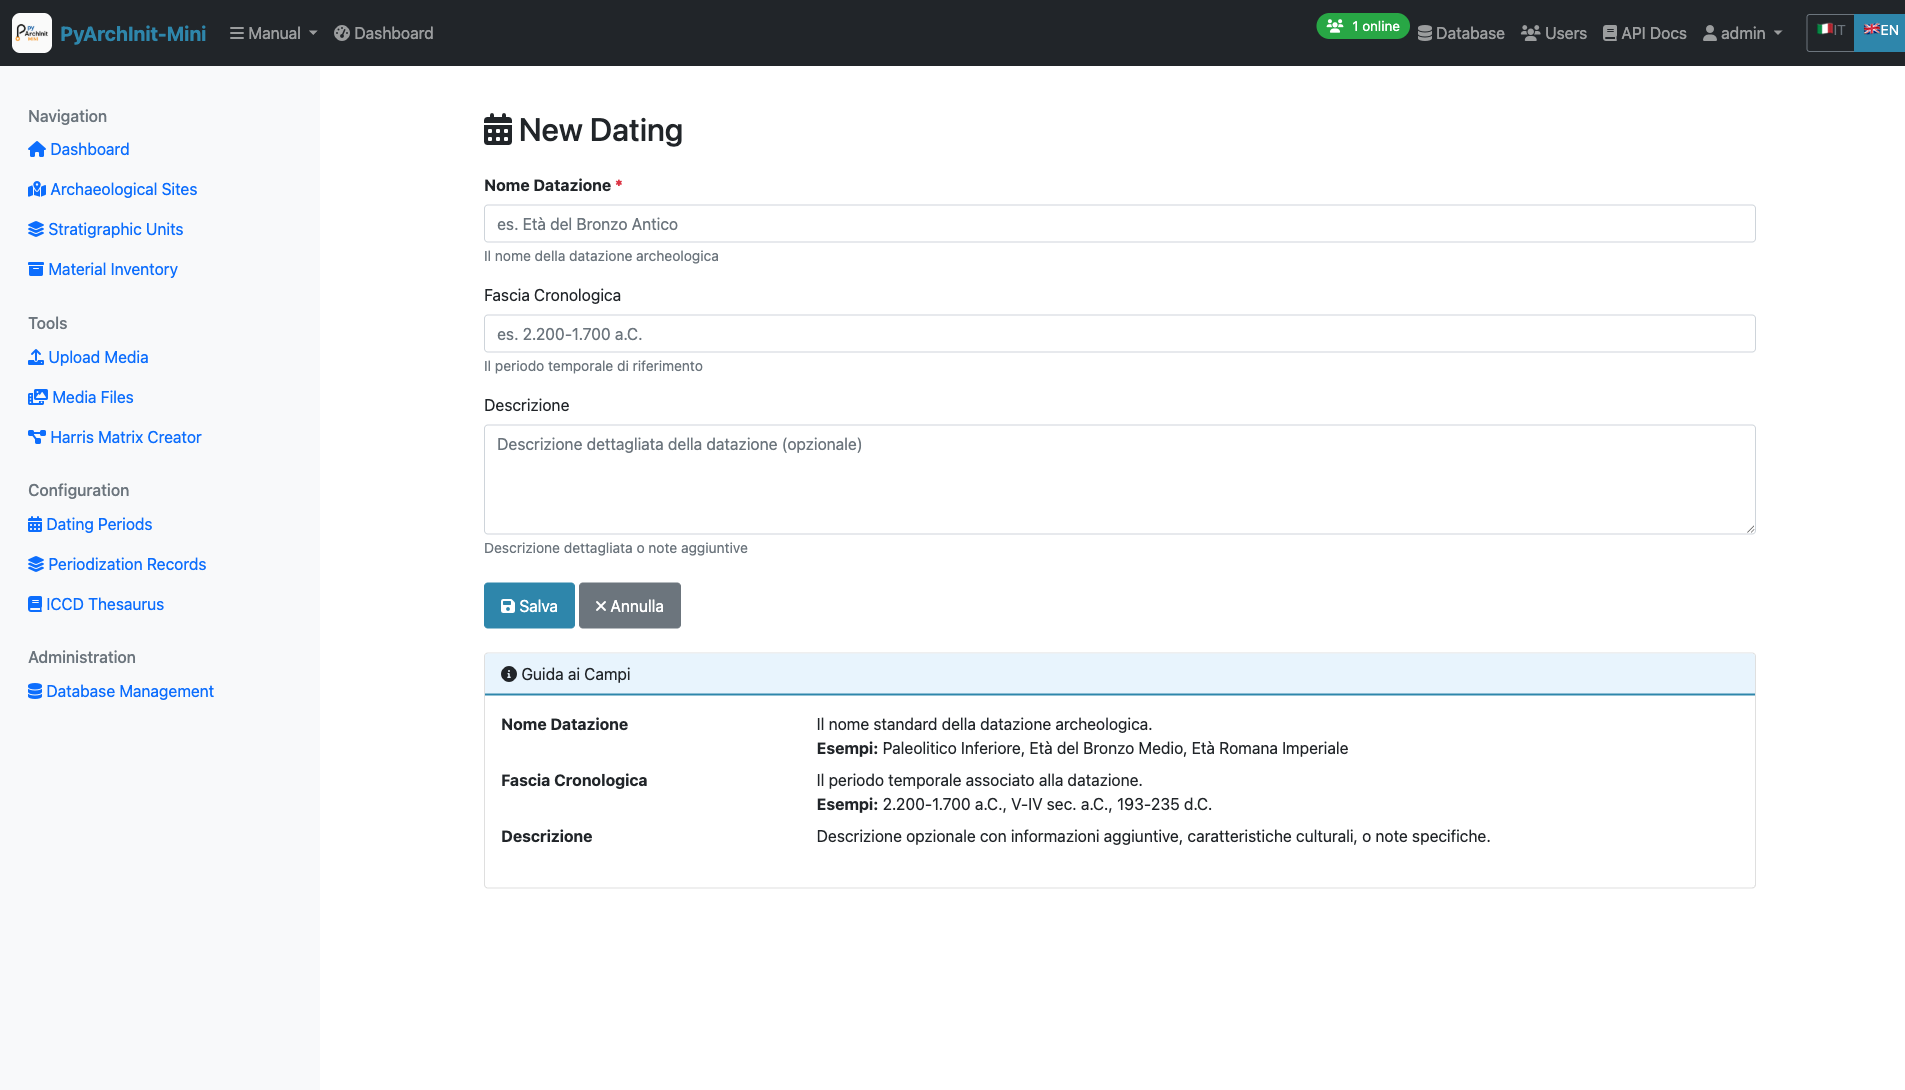 PyArchInit-Mini
Manual
Dashboard
1 online
Database
Users
API Docs
admin
IT
EN
Navigation
Dashboard
Archaeological Sites
Stratigraphic Units
Material Inventory
Tools
Upload Media
Media Files
Harris Matrix Creator
Configuration
Dating Periods
Periodization Records
ICCD Thesaurus
Administration
Database Management
New Dating
Nome Datazione *
es. Età del Bronzo Antico
Il nome della datazione archeologica
Fascia Cronologica
es. 2.200-1.700 a.C.
Il periodo temporale di riferimento
Descrizione
Descrizione dettagliata della datazione (opzionale)
Descrizione dettagliata o note aggiuntive
Salva
Annulla
Guida ai Campi
Nome Datazione
Il nome standard della datazione archeologica.
Esempi: Paleolitico Inferiore, Età del Bronzo Medio, Età Romana Imperiale
Fascia Cronologica
Il periodo temporale associato alla datazione.
Esempi: 2.200-1.700 a.C., V-IV sec. a.C., 193-235 d.C.
Descrizione
Descrizione opzionale con informazioni aggiuntive, caratteristiche culturali, o note specifiche.